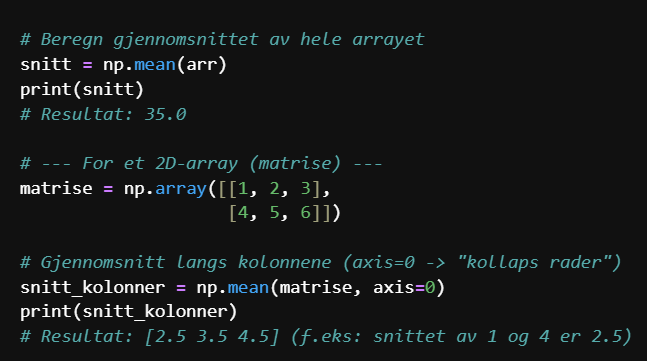 # Beregn gjennomsnittet av hele arrayet
snitt = np.mean(arr)
print(snitt)
# Resultat: 35.0
# --- For et 2D-array (matrise) ---
matrise = np.array([[1, 2, 3],
[4, 5, 6]])
# Gjennomsnitt langs kolonnene (axis=0 -> "kollaps rader")
snitt_kolonner = np.mean(matrise, axis=0)
print(snitt_kolonner)
# Resultat: [2.5 3.5 4.5] (f.eks: snittet av 1 og 4 er 2.5)